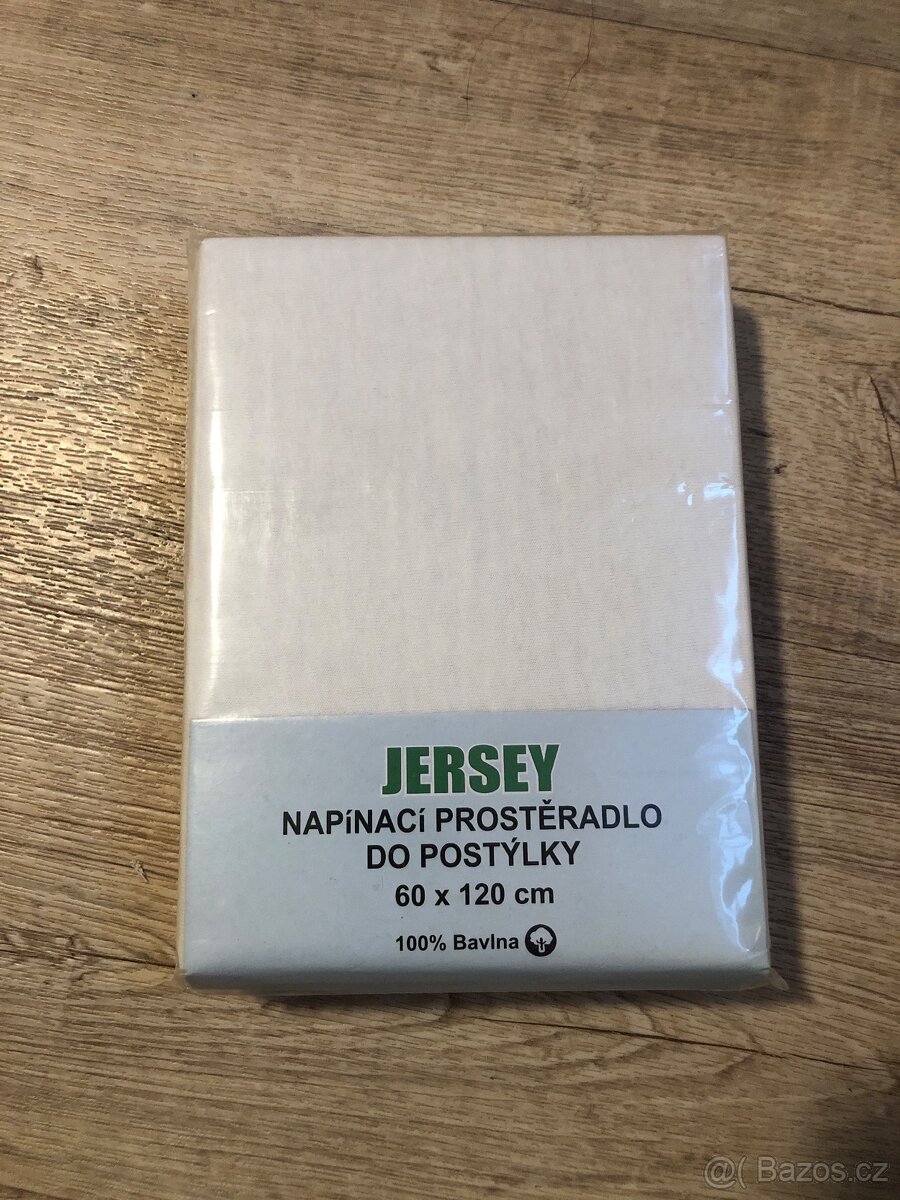 JERSEY
NAPíNACí PROSTĚRADLO
DO POSTÝLKY
60 x 120 cm
100% Bavlna
@( Bazos.cz